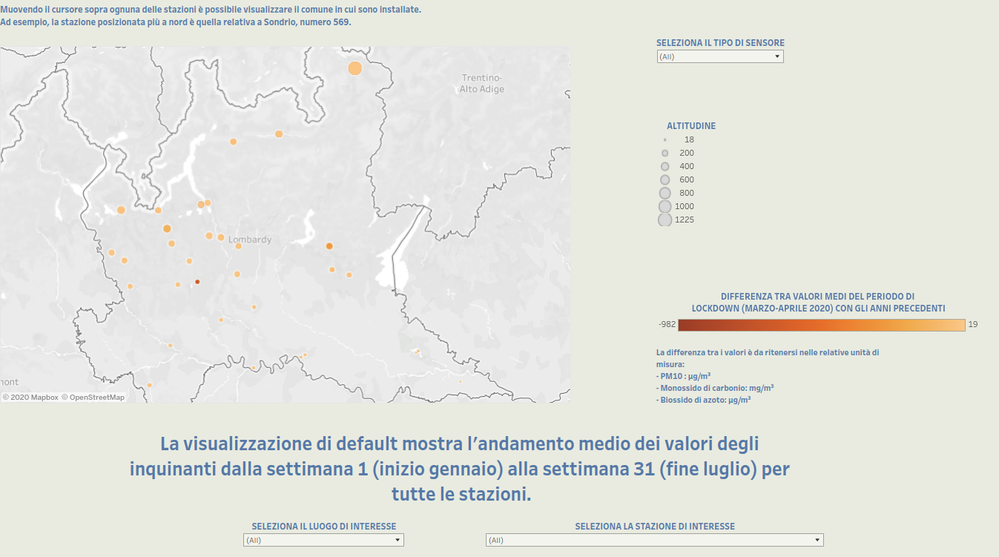 Muovendo il cursore sopra ognuna delle stazioni è possibile visualizzare il comune in cui sono installate.
Ad esempio, la stazione posizionata più a nord è quella relativa a Sondrio, numero 569.
SELEZIONA IL TIPO DI SENSORE
(All)
Trentino-
Alto Adige
Lombardy
mont
© 2020 Mapbox © OpenStreetMap
ALTITUDINE
18
200
400
600
800
1000
1225
DIFFERENZA TRA VALORI MEDI DEL PERIODO DI
LOCKDOWN (MARZO-APRILE 2020) CON GLI ANNI PRECEDENTI
-982 19
La differenza tra i valori è da ritenersi nelle relative unità di
misura:
- PM10 : µg/m³
- Monossido di carbonio: mg/m³
- Biossido di azoto: µg/m³
La visualizzazione di default mostra l’andamento medio dei valori degli
inquinanti dalla settimana 1 (inizio gennaio) alla settimana 31 (fine luglio) per
tutte le stazioni.
SELEZIONA IL LUOGO DI INTERESSE
(All)
SELEZIONA LA STAZIONE DI INTERESSE
(All)